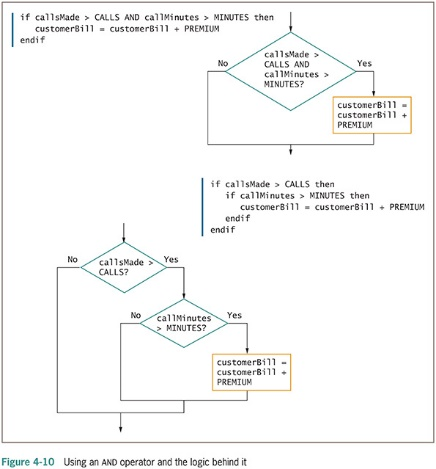 if callsMade > CALLS AND callMinutes > MINUTES then
customerBill = customerBill + PREMIUM
endif
callsMade >
CALLS AND
callMinutes >
MINUTES?
No
Yes
customerBill =
customerBill +
PREMIUM
if callsMade > CALLS then
if callMinutes > MINUTES then
customerBill = customerBill + PREMIUM
endif
endif
No
callsMade >
CALLS?
Yes
No
callMinutes
> MINUTES?
Yes
customerBill =
customerBill +
PREMIUM
Figure 4-10 Using an AND operator and the logic behind it